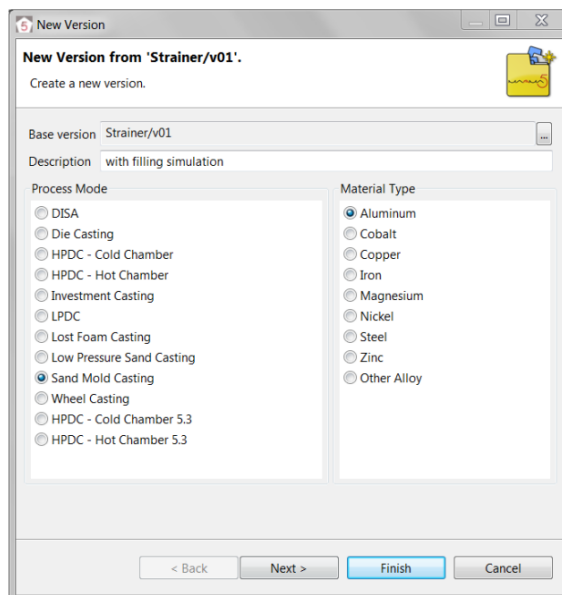 5 New Version
New Version from 'Strainer/v01'.
Create a new version.
5
Base version Strainer/v01 ...
Description with filling simulation
Process Mode
DISA
Die Casting
HPDC - Cold Chamber
HPDC - Hot Chamber
Investment Casting
LPDC
Lost Foam Casting
Low Pressure Sand Casting
Sand Mold Casting
Wheel Casting
HPDC - Cold Chamber 5.3
HPDC - Hot Chamber 5.3
Material Type
Aluminum
Cobalt
Copper
Iron
Magnesium
Nickel
Steel
Zinc
Other Alloy
< Back Next > Finish Cancel